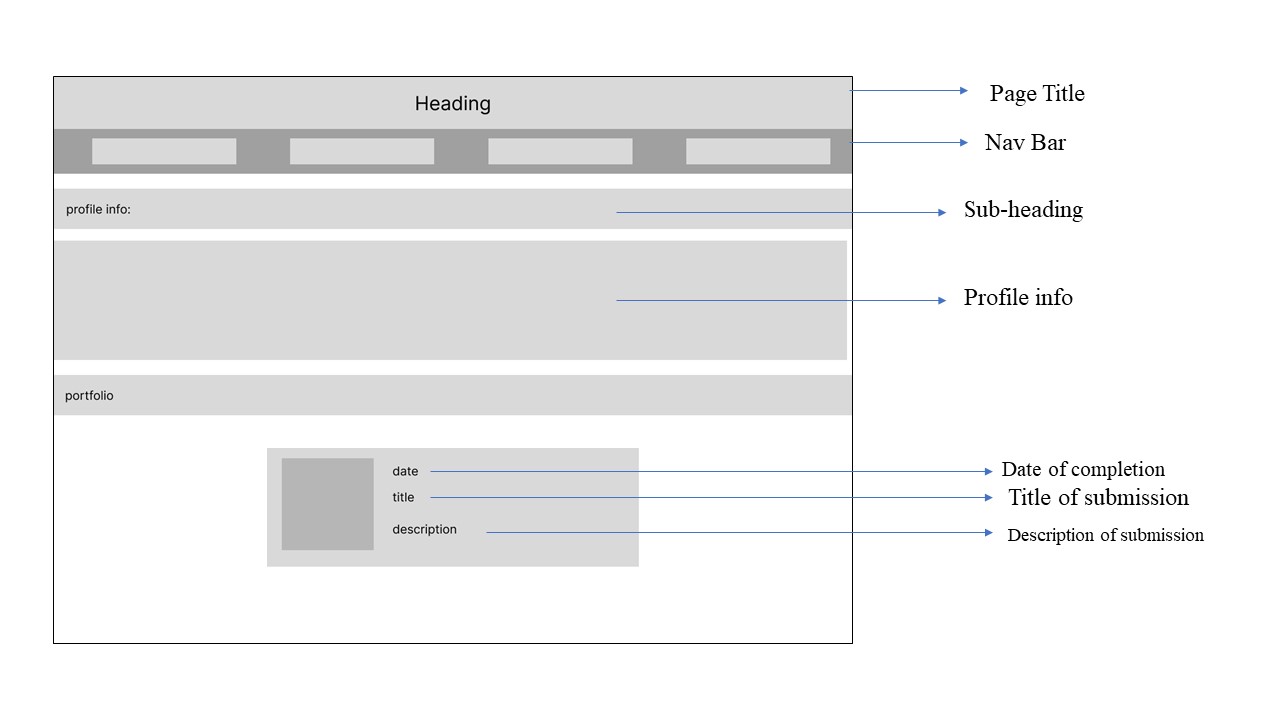 Heading
Page Title
Nav Bar
profile info:
Sub-heading
Profile info
portfolio
date
Date of completion
title
Title of submission
description
Description of submission